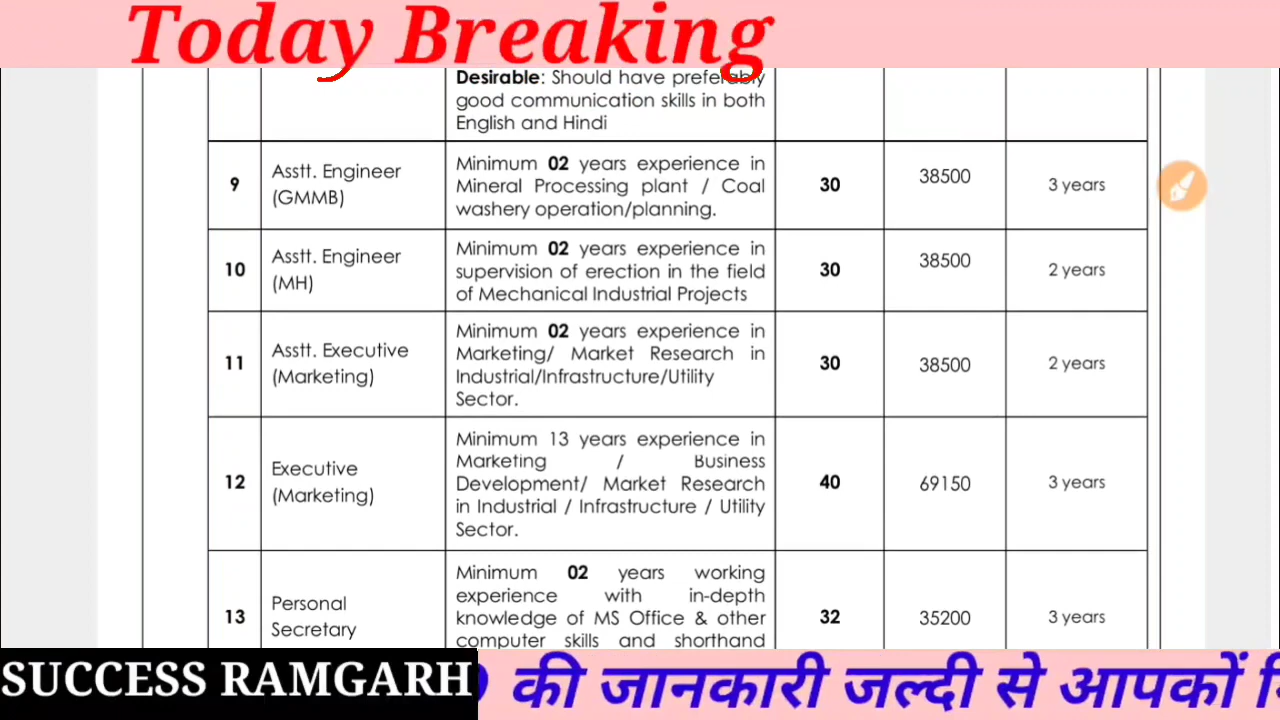 Today Breaking
Desirable: Should have preferably
good communication skills in both
English and Hindi
9
Asstt. Engineer
(GMMB)
Minimum 02 years experience in
Mineral Processing plant / Coal
washery operation/planning.
30
38500
3 years
10
Asstt. Engineer
(MH)
Minimum 02 years experience in
supervision of erection in the field
of Mechanical Industrial Projects
30
38500
2 years
11
Asstt. Executive
(Marketing)
Minimum 02 years experience in
Marketing/ Market Research in
Industrial/Infrastructure/Utility
Sector.
30
38500
2 years
12
Executive
(Marketing)
Minimum 13 years experience in
Marketing / Business
Development/ Market Research
in Industrial / Infrastructure / Utility
Sector.
40
69150
3 years
13
Personal
Secretary
Minimum 02 years working
experience with in-depth
knowledge of MS Office & other
computer skills and shorthand
32
35200
3 years
SUCCESS RAMGARH
की जानकारी जल्दी से आपकों